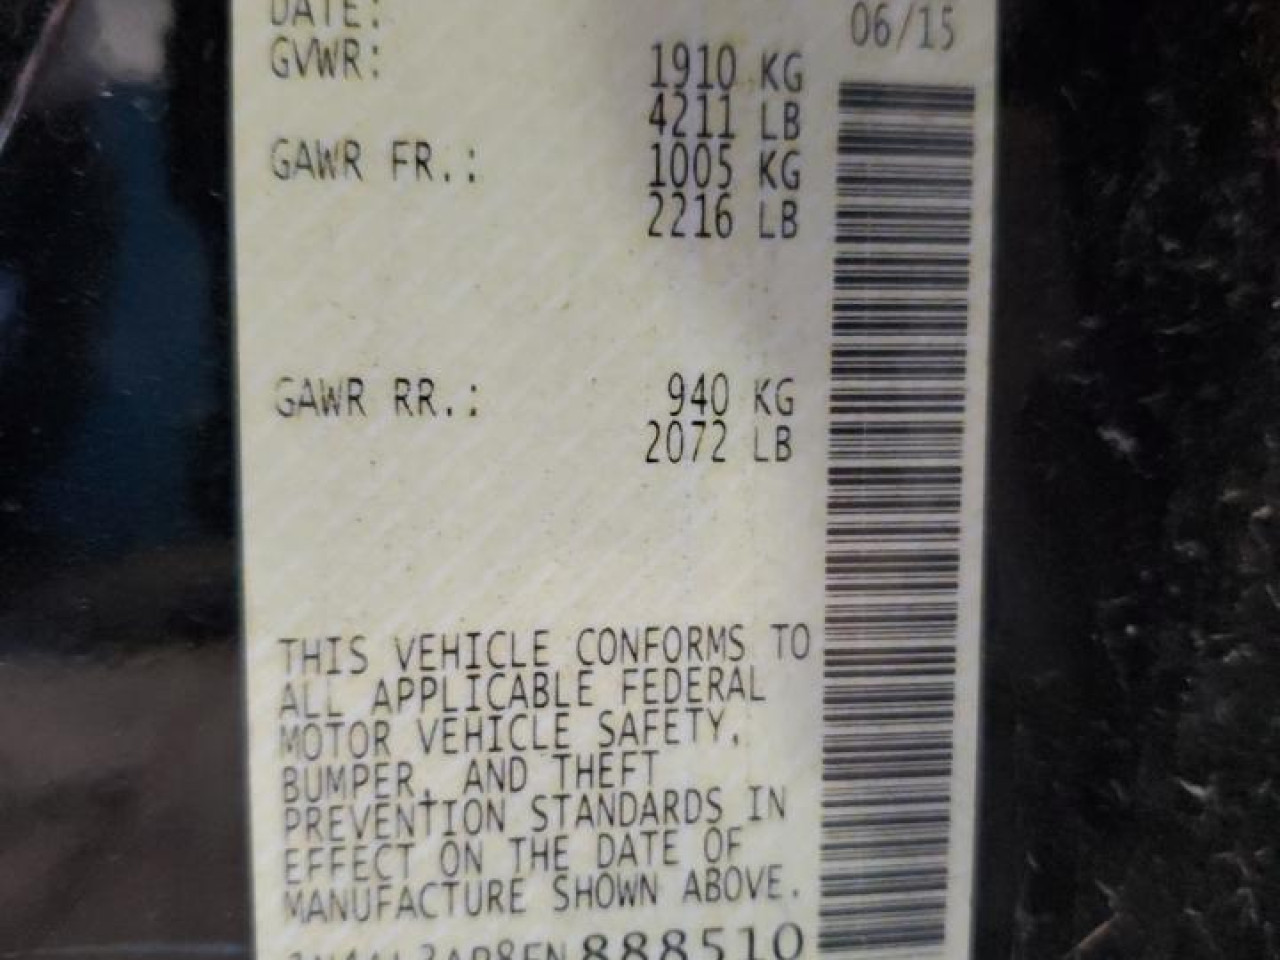 DATE: 06/15
GVWR: 1910 KG
4211 LB
GAWR FR.: 1005 KG
2216 LB
GAWR RR.: 940 KG
2072 LB
THIS VEHICLE CONFORMS TO
ALL APPLICABLE FEDERAL
MOTOR VEHICLE SAFETY,
BUMPER, AND THEFT
PREVENTION STANDARDS IN
EFFECT ON THE DATE OF
MANUFACTURE SHOWN ABOVE.
1N4AL3AP8FN888510